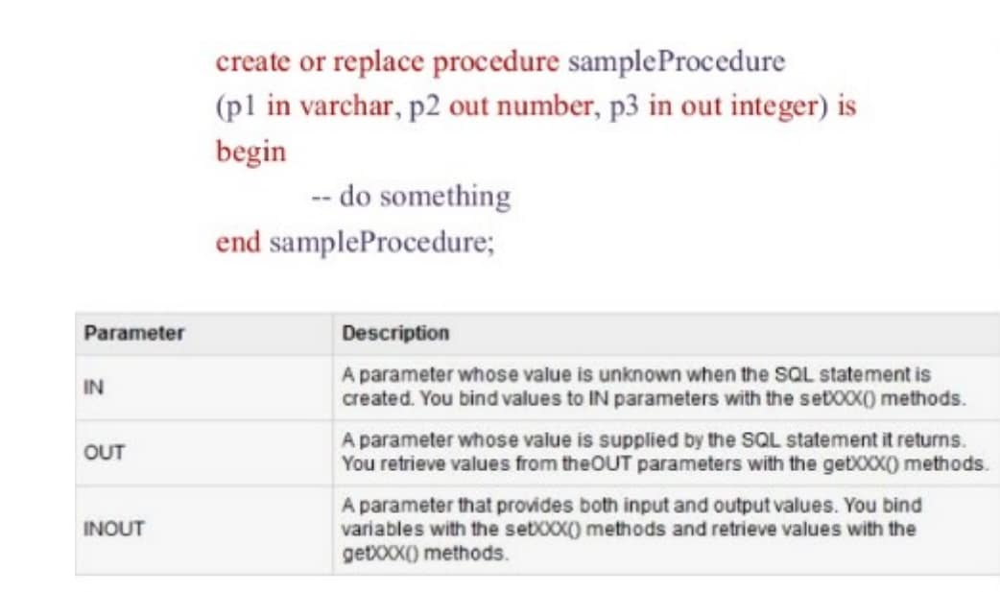 create or replace procedure sampleProcedure
(p1 in varchar, p2 out number, p3 in out integer) is
begin
-- do something
end sampleProcedure;
Parameter Description
IN
A parameter whose value is unknown when the SQL statement is
created. You bind values to IN parameters with the setXXX() methods.
OUT
A parameter whose value is supplied by the SQL statement it returns.
You retrieve values from theOUT parameters with the getXXX() methods.
INOUT
A parameter that provides both input and output values. You bind
variables with the setXXX() methods and retrieve values with the
getXXX() methods.